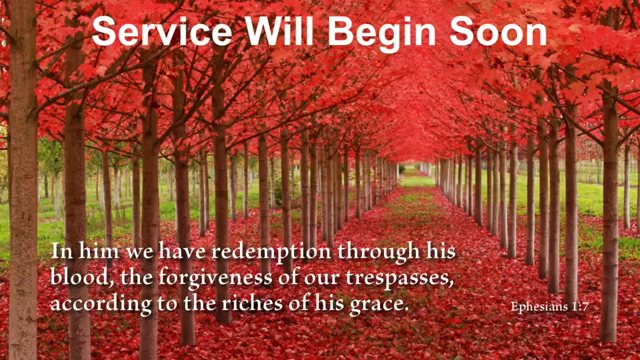 Service Will Begin Soon
In him we have redemption through his
blood, the forgiveness of our trespasses,
according to the riches of his grace.
Ephesians 1:7